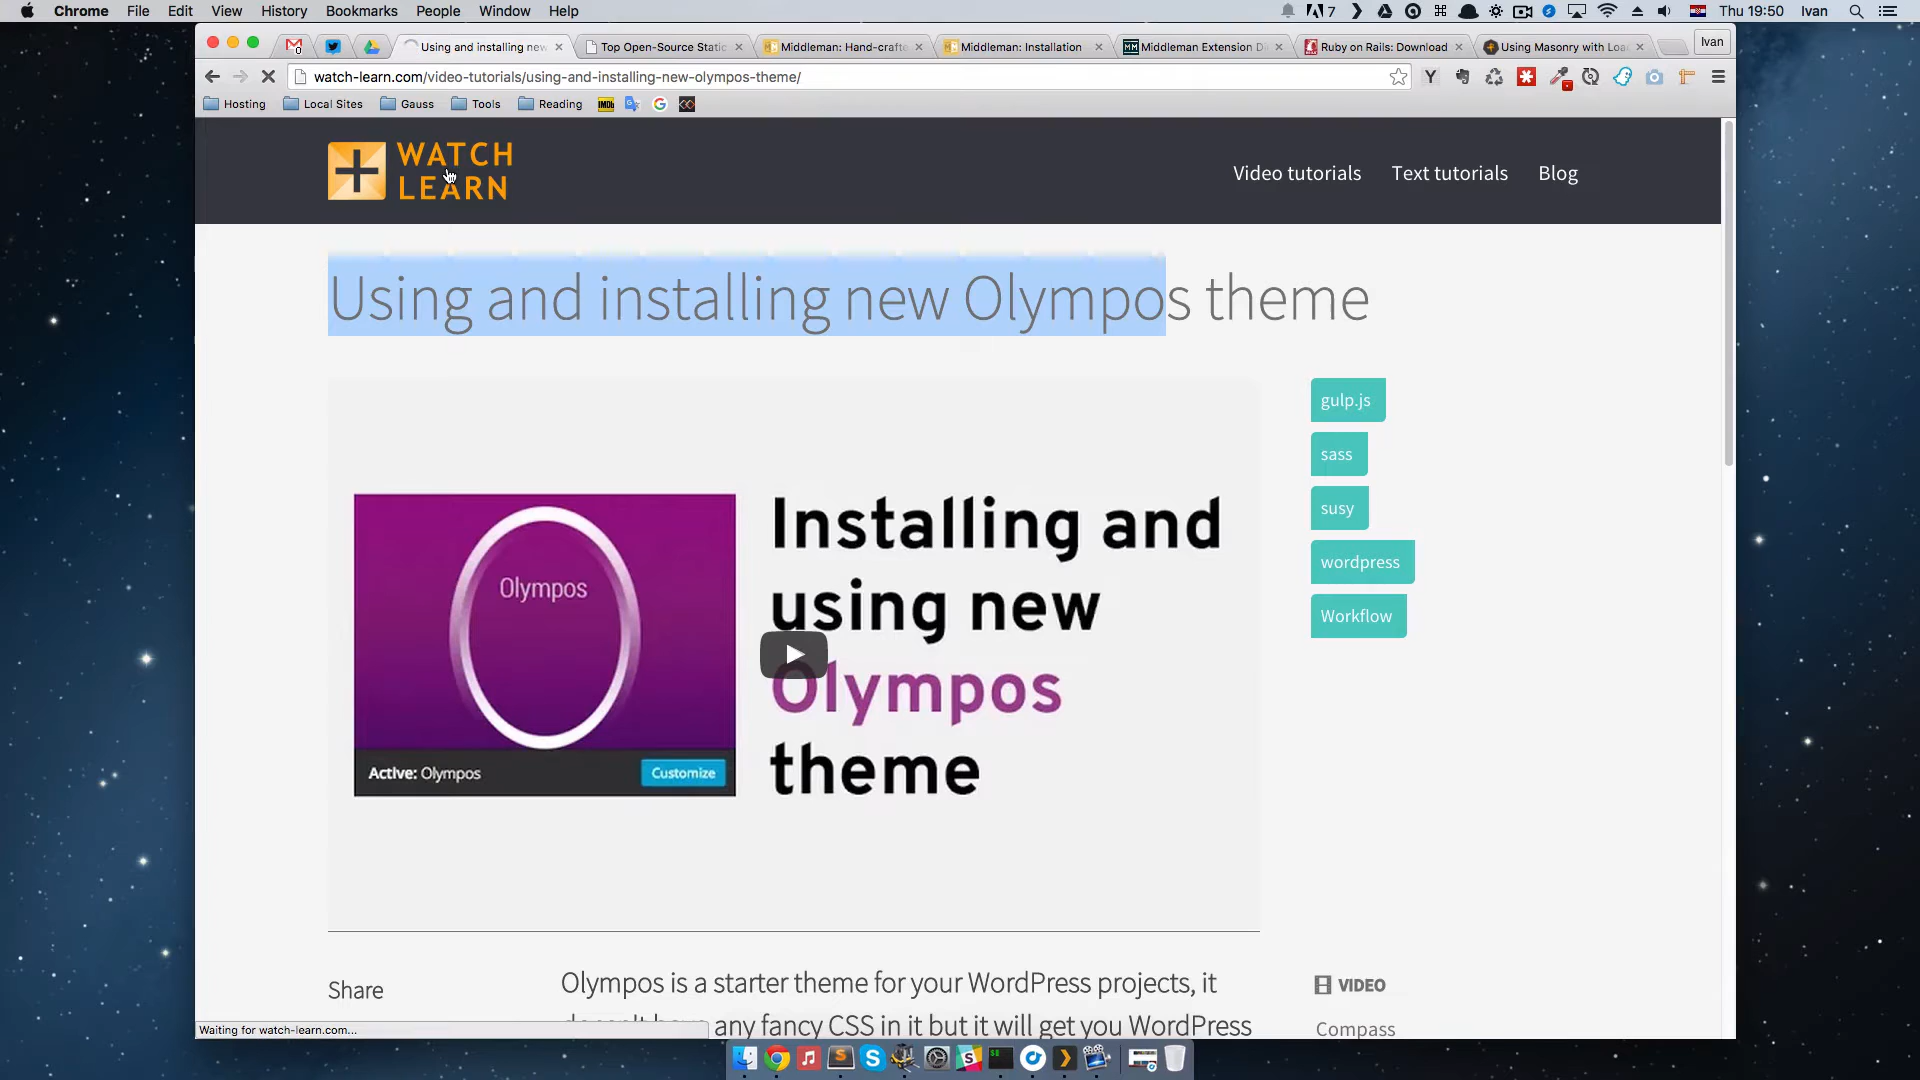 Chrome File Edit View History Bookmarks People Window Help
7 Thu 19:50 Ivan
Using and installing new
Top Open-Source Static
Middleman: Hand-crafte
Middleman: Installation
Middleman Extension Di
Ruby on Rails: Download
Using Masonry with Loa
Ivan
watch-learn.com/video-tutorials/using-and-installing-new-olympos-theme/
Hosting Local Sites Gauss Tools Reading
WATCH
LEARN
Video tutorials Text tutorials Blog
Using and installing new Olympos theme
gulp.js
sass
susy
wordpress
Workflow
Olympos
Active: Olympos Customize
Installing and
using new
Olympos
theme
Share
Olympos is a starter theme for your WordPress projects, it
any fancy CSS in it but it will get you WordPress
VIDEO
Compass
Waiting for watch-learn.com...